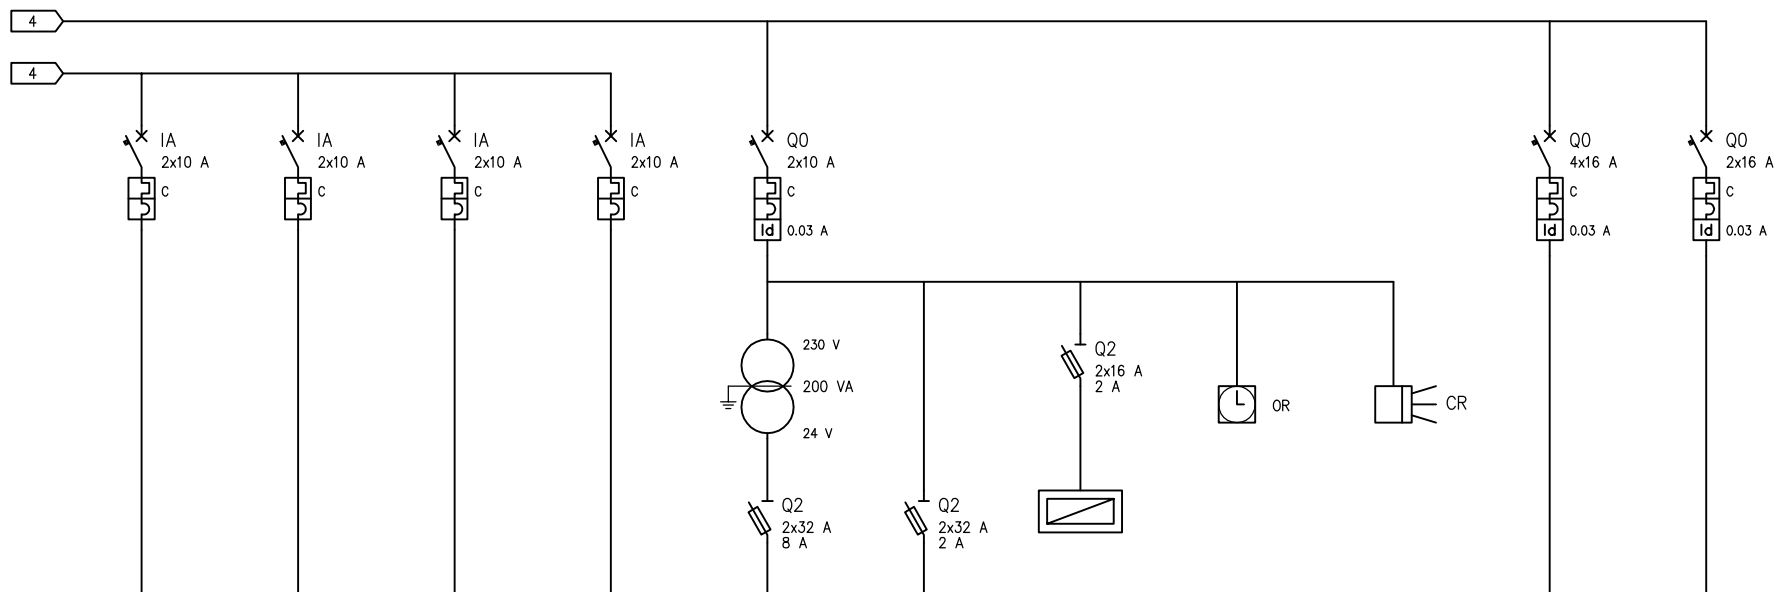 4
4
IA
2x10 A
C
IA
2x10 A
C
IA
2x10 A
C
IA
2x10 A
C
Q0
2x10 A
C
Id
0.03 A
Q0
4x16 A
C
Id
0.03 A
Q0
2x16 A
C
Id
0.03 A
230 V
200 VA
24 V
Q2
2x16 A
2 A
OR
CR
Q2
2x32 A
8 A
Q2
2x32 A
2 A